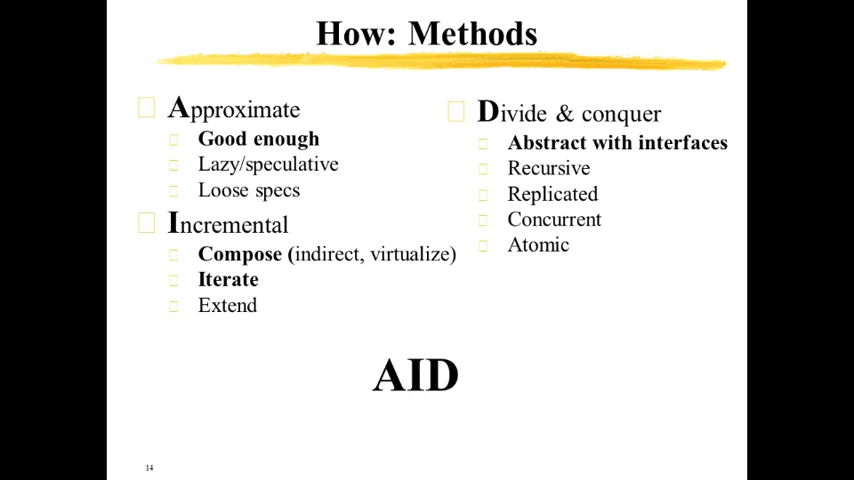 How: Methods
Approximate
Good enough
Lazy/speculative
Loose specs
Incremental
Compose (indirect, virtualize)
Iterate
Extend
Divide & conquer
Abstract with interfaces
Recursive
Replicated
Concurrent
Atomic
AID
14